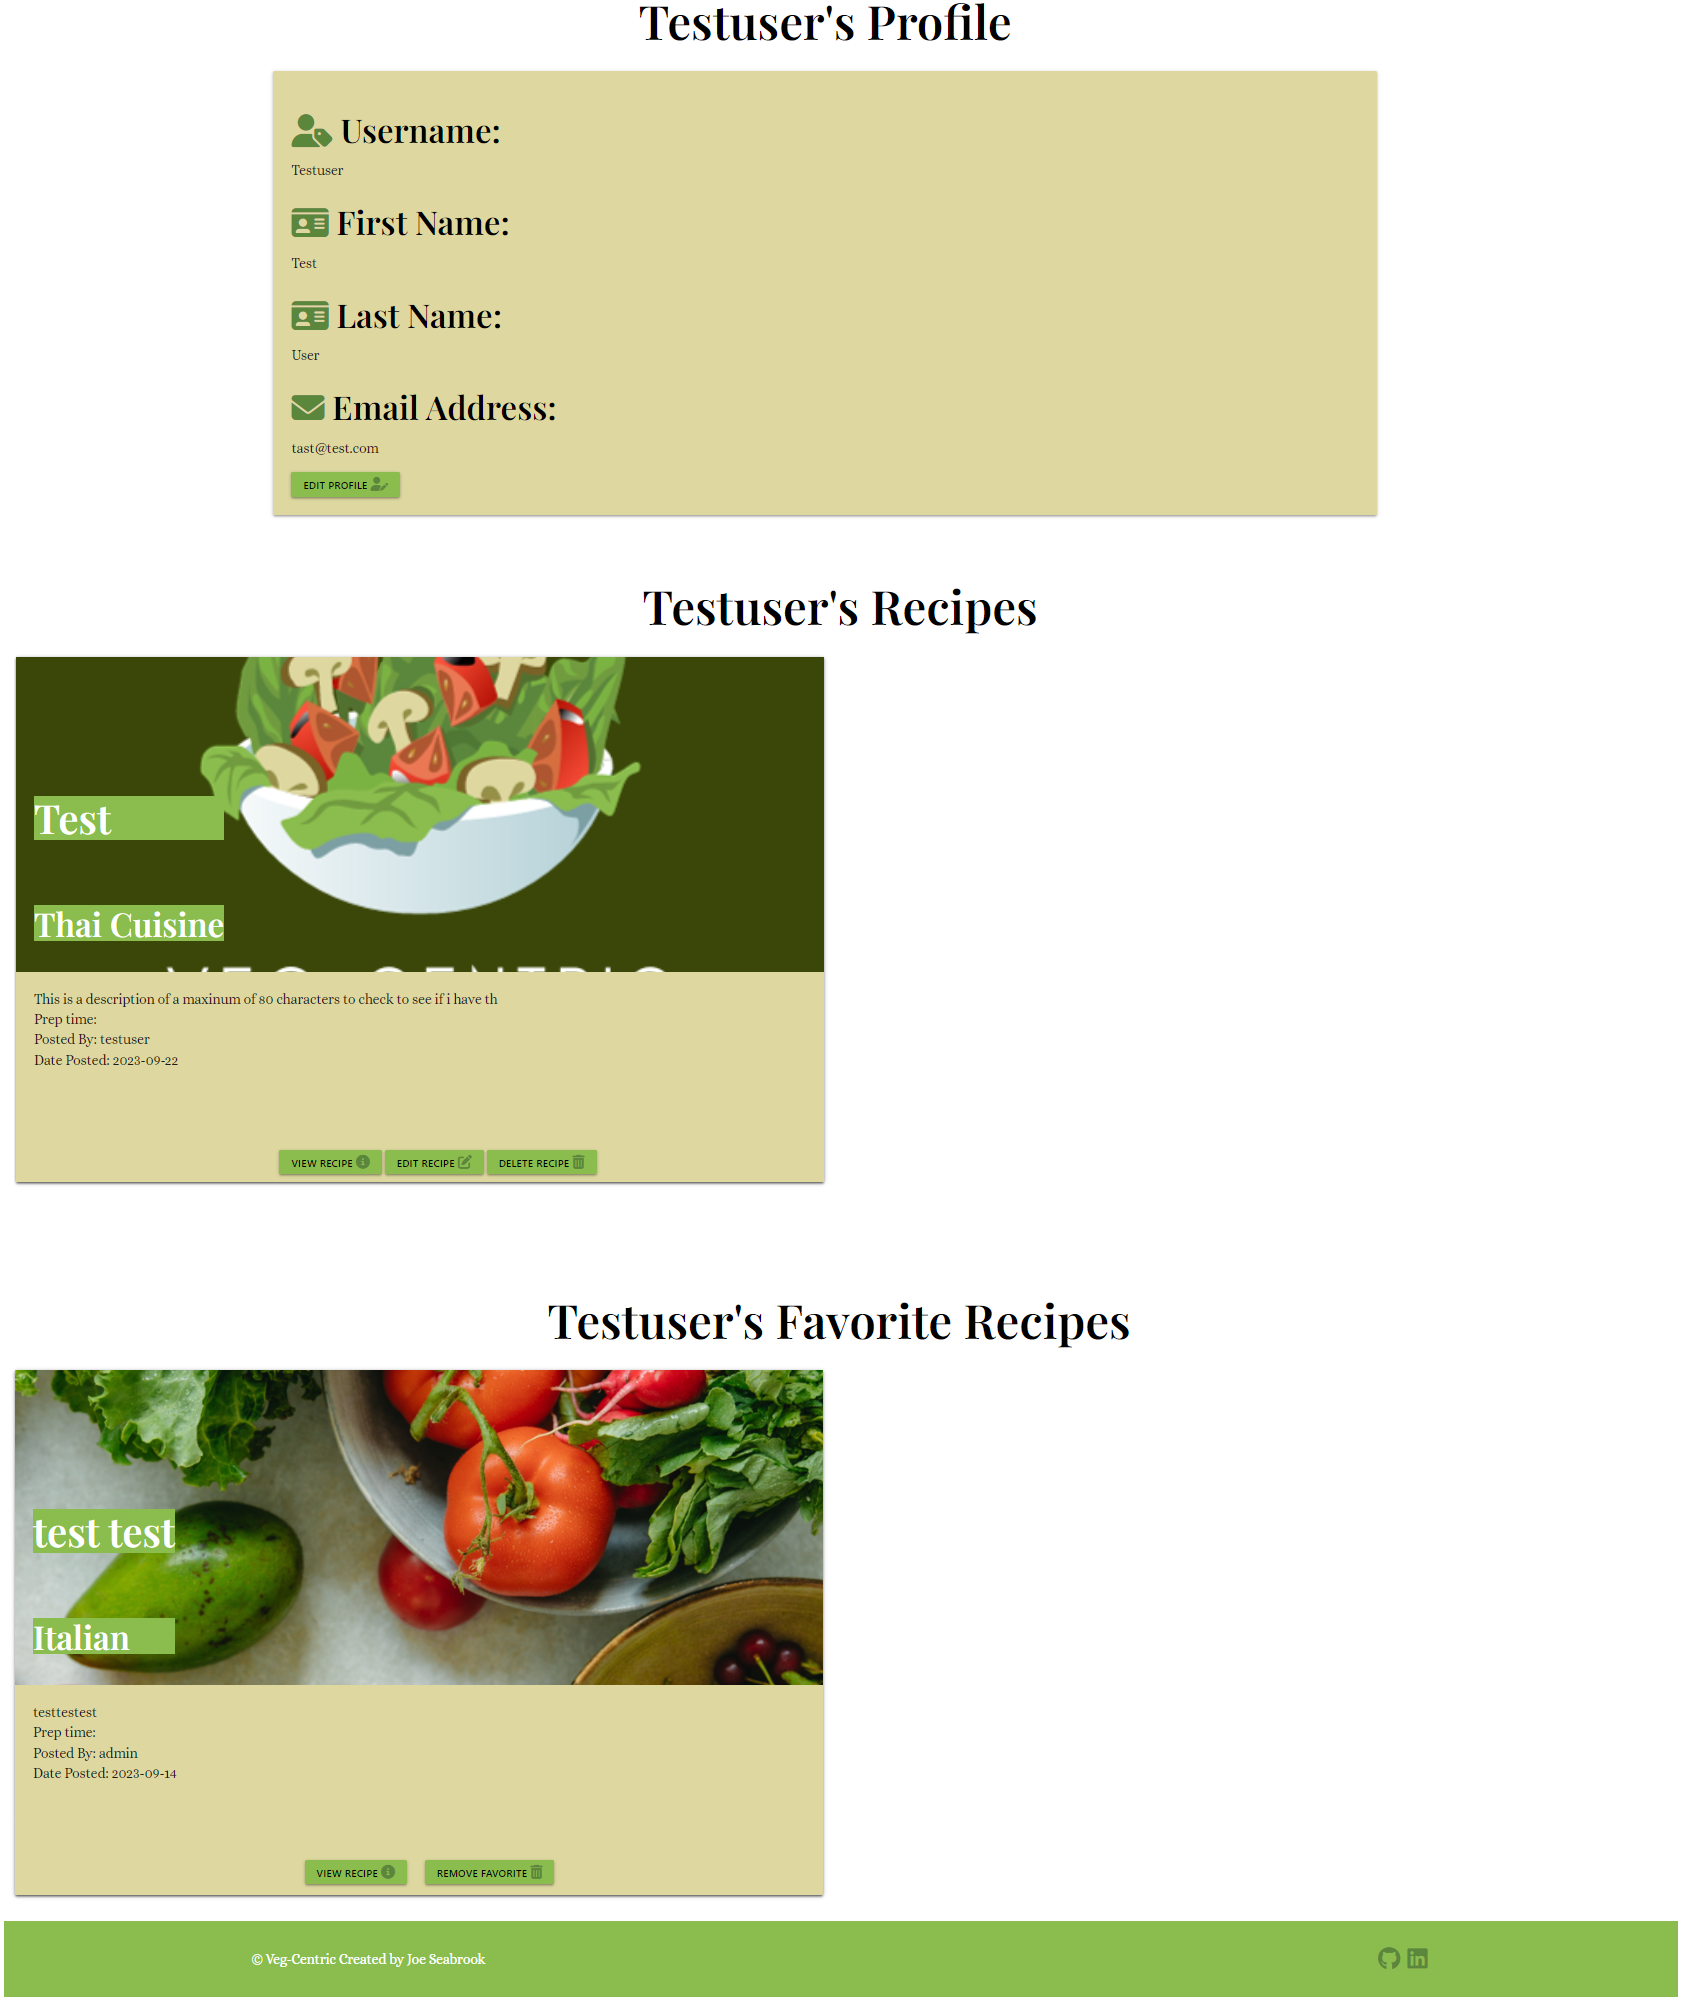 Testuser's Profile
Username:
Testuser
First Name:
Test
Last Name:
User
Email Address:
tast@test.com
EDIT PROFILE
Testuser's Recipes
Test
Thai Cuisine
This is a description of a maxinum of 80 characters to check to see if i have th
Prep time:
Posted By: testuser
Date Posted: 2023-09-22
VIEW RECIPE EDIT RECIPE DELETE RECIPE
Testuser's Favorite Recipes
test test
Italian
testtestest
Prep time:
Posted By: admin
Date Posted: 2023-09-14
VIEW RECIPE REMOVE FAVORITE
© Veg-Centric Created by Joe Seabrook